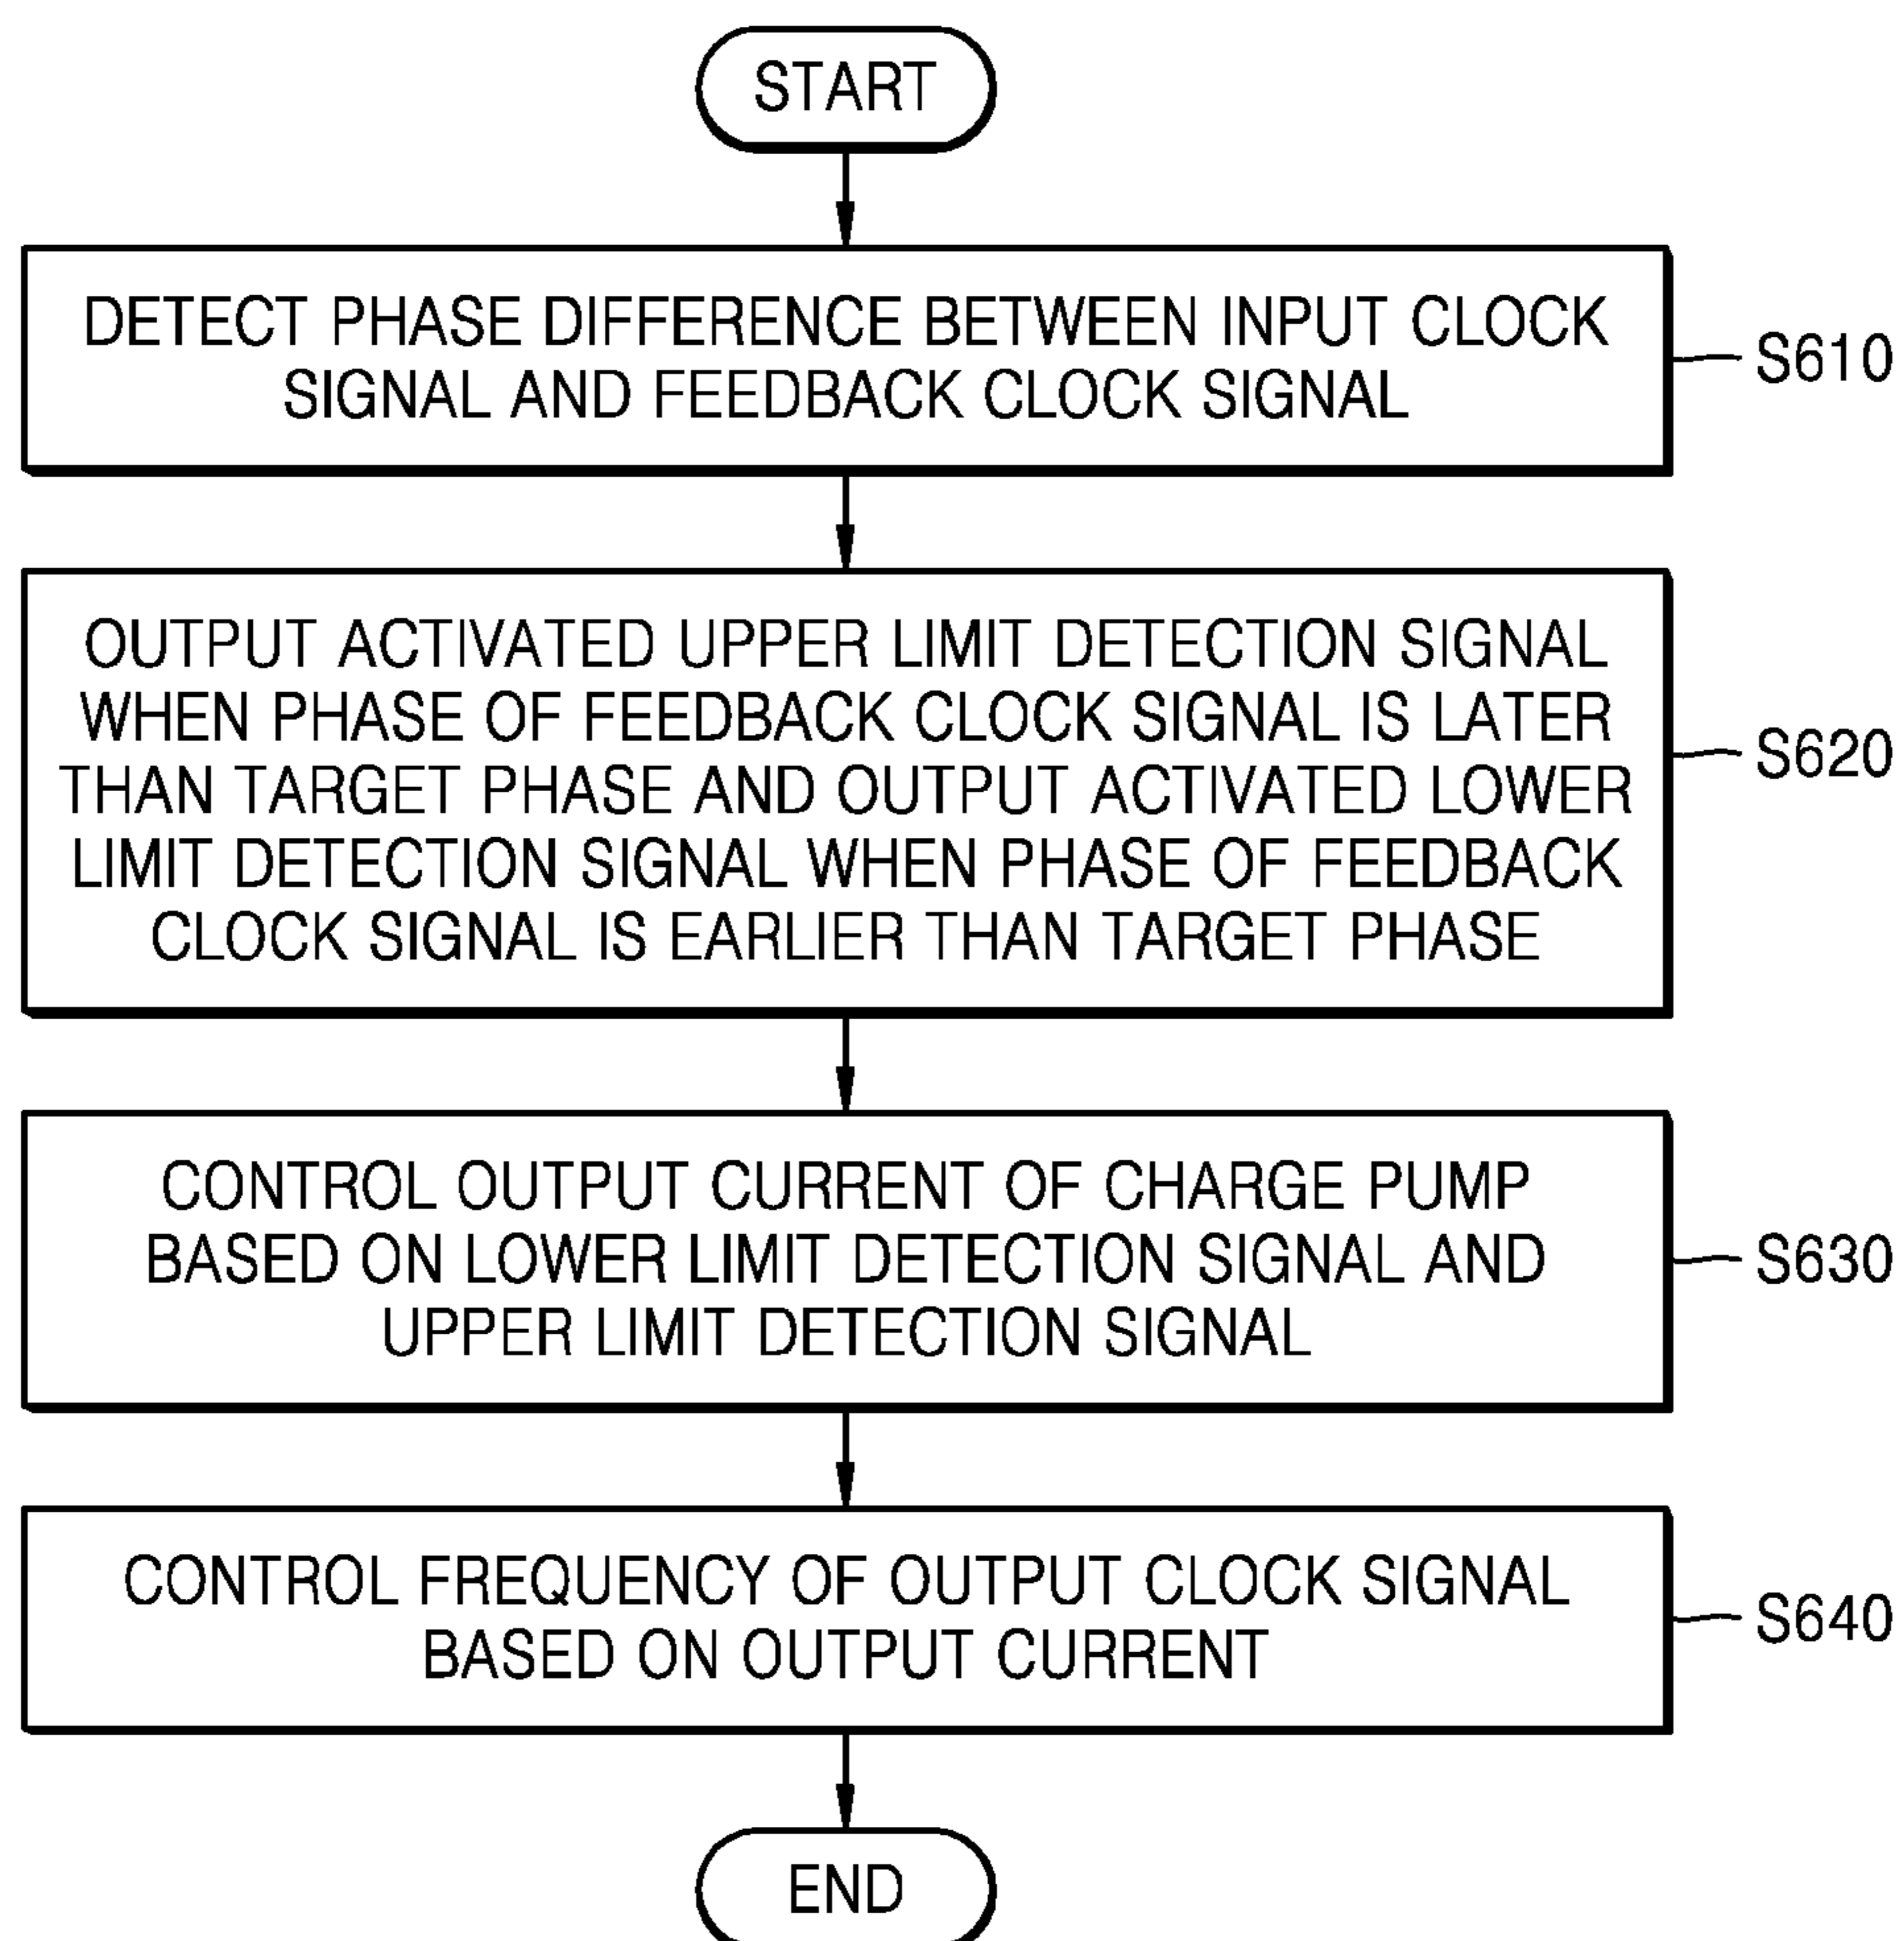 START
DETECT PHASE DIFFERENCE BETWEEN INPUT CLOCK
SIGNAL AND FEEDBACK CLOCK SIGNAL
S610
OUTPUT ACTIVATED UPPER LIMIT DETECTION SIGNAL
WHEN PHASE OF FEEDBACK CLOCK SIGNAL IS LATER
THAN TARGET PHASE AND OUTPUT ACTIVATED LOWER
LIMIT DETECTION SIGNAL WHEN PHASE OF FEEDBACK
CLOCK SIGNAL IS EARLIER THAN TARGET PHASE
S620
CONTROL OUTPUT CURRENT OF CHARGE PUMP
BASED ON LOWER LIMIT DETECTION SIGNAL AND
UPPER LIMIT DETECTION SIGNAL
S630
CONTROL FREQUENCY OF OUTPUT CLOCK SIGNAL
BASED ON OUTPUT CURRENT
S640
END